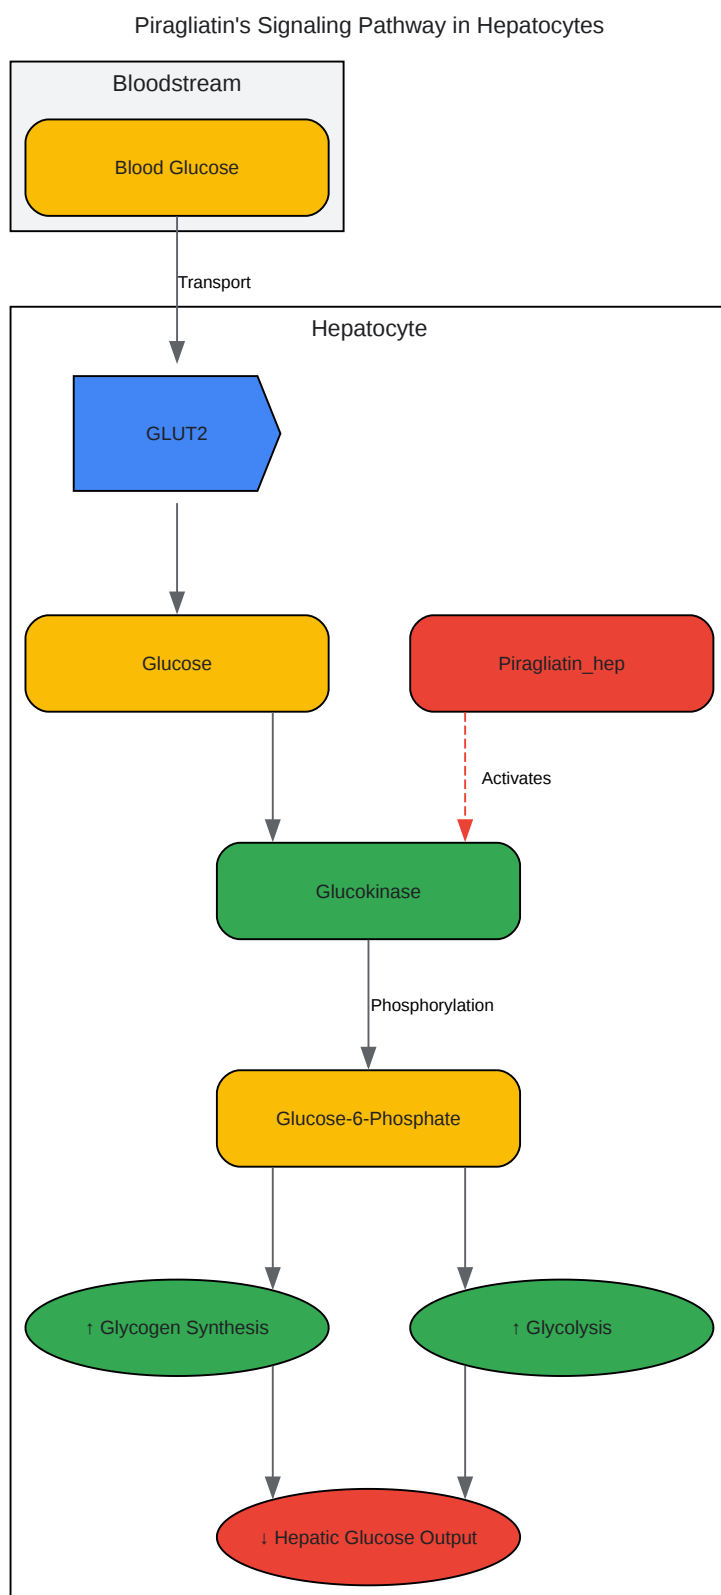 Piragliatin's Signaling Pathway in Hepatocytes
Bloodstream
Blood Glucose
Transport
Hepatocyte
GLUT2
Glucose
Piragliatin_hep
Activates
Glucokinase
Phosphorylation
Glucose-6-Phosphate
↑ Glycogen Synthesis
↑ Glycolysis
↓ Hepatic Glucose Output